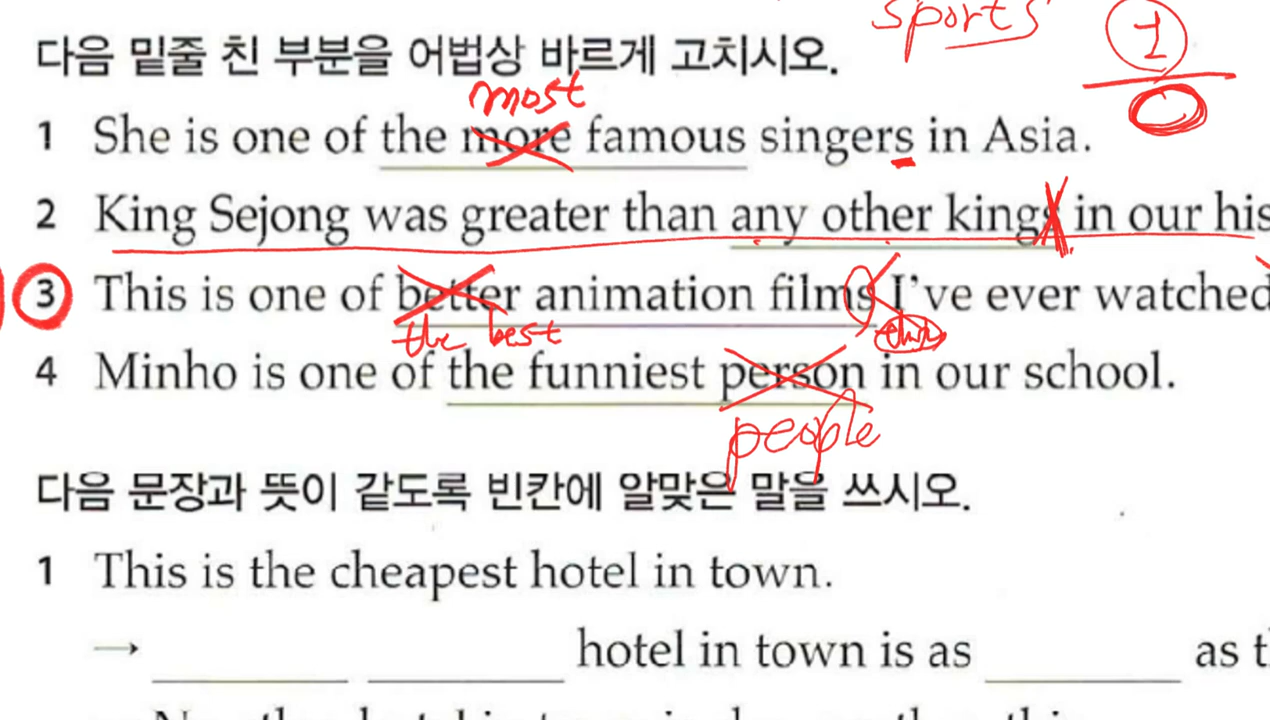 sports
다음 밑줄 친 부분을 어법상 바르게 고치시오.
1
most
1 She is one of the more famous singers in Asia.
2 King Sejong was greater than any other kings in our his
3 This is one of better animation films I've ever watched
the best
4 Minho is one of the funniest person in our school.
people
다음 문장과 뜻이 같도록 빈칸에 알맞은 말을 쓰시오.
1 This is the cheapest hotel in town.
→ ______ ______ hotel in town is as ______ as t